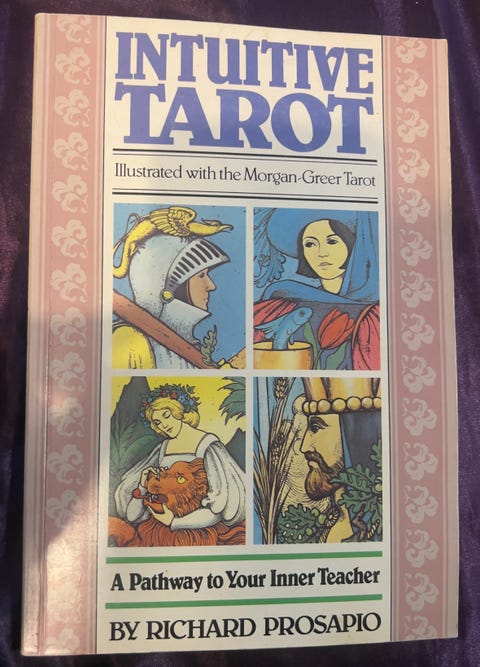 INTUITIVE
TAROT
Illustrated with the Morgan-Greer Tarot
A Pathway to Your Inner Teacher
BY RICHARD PROSAPIO